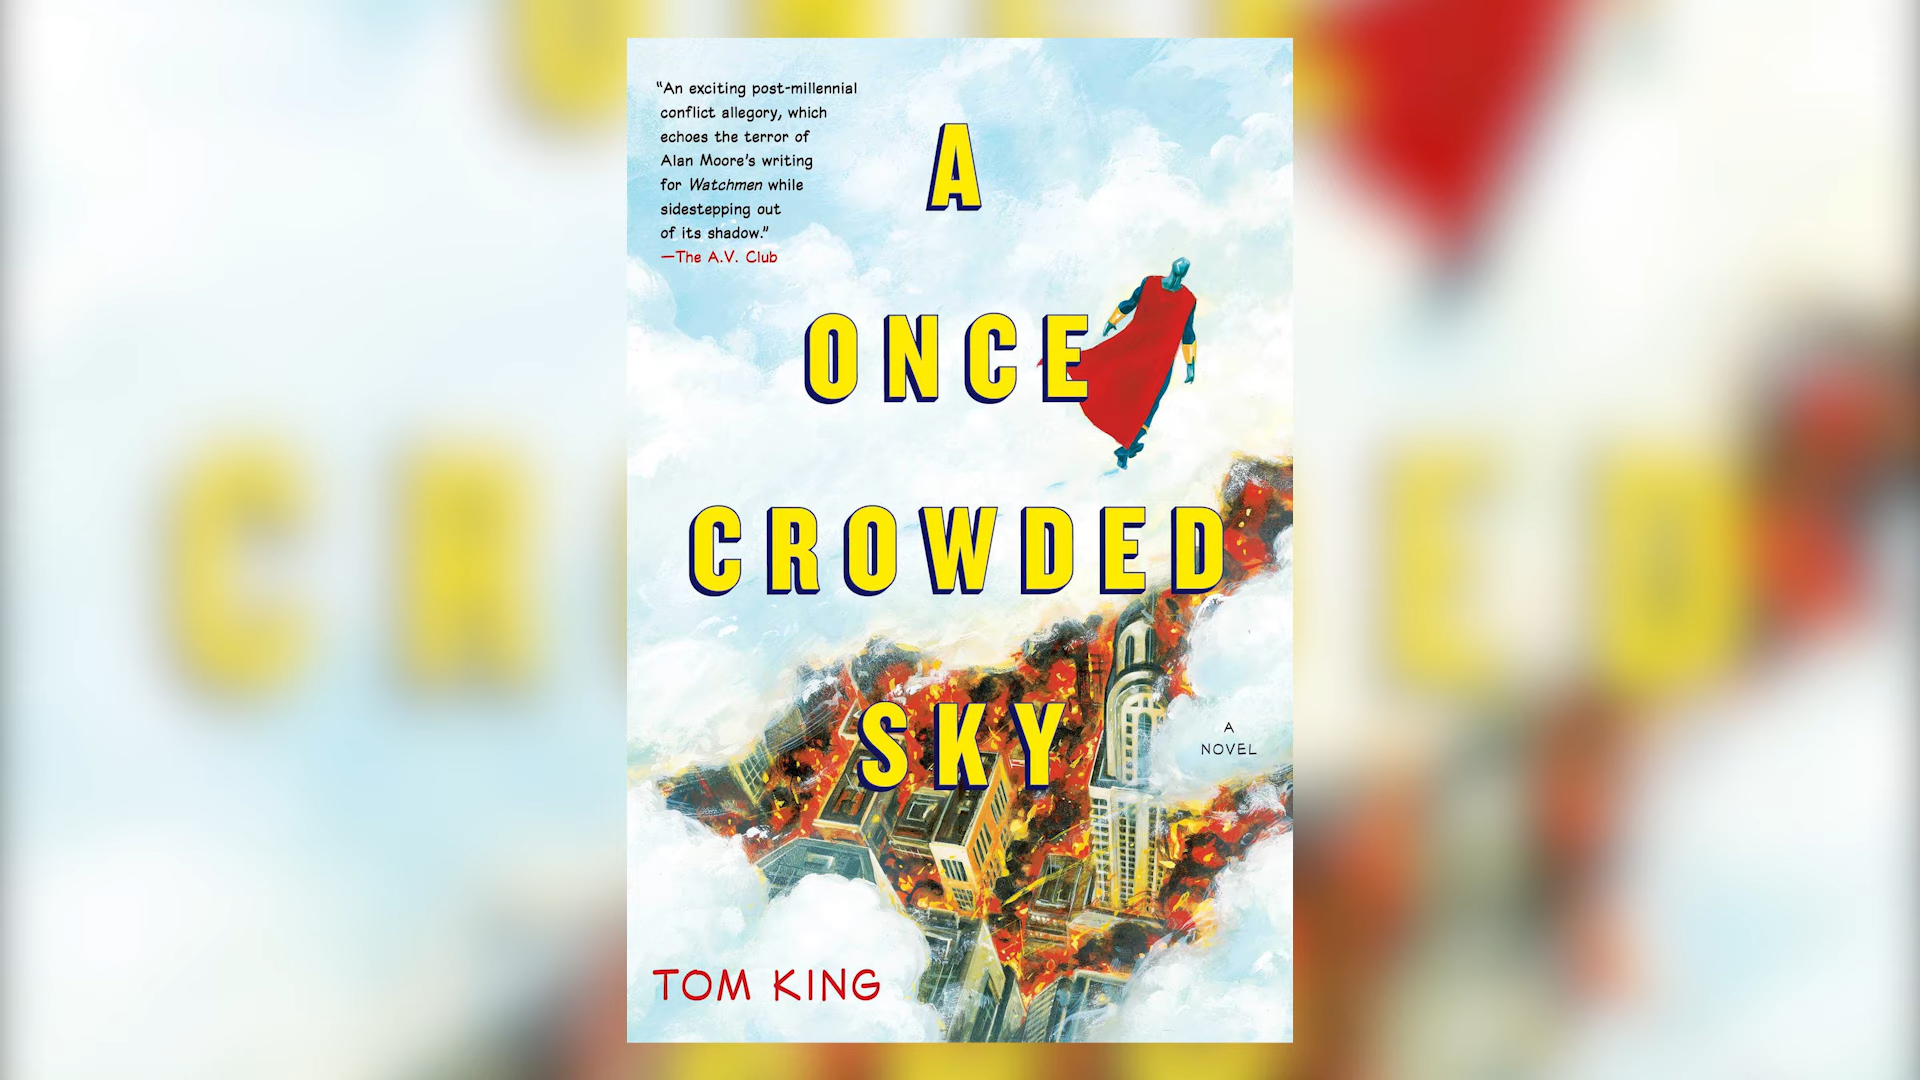 “An exciting post-millennial
conflict allegory, which
echoes the terror of
Alan Moore’s writing
for Watchmen while
sidestepping out
of its shadow.”
—The A.V. Club
A
ONCE
CROWDED
SKY
A
NOVEL
TOM KING